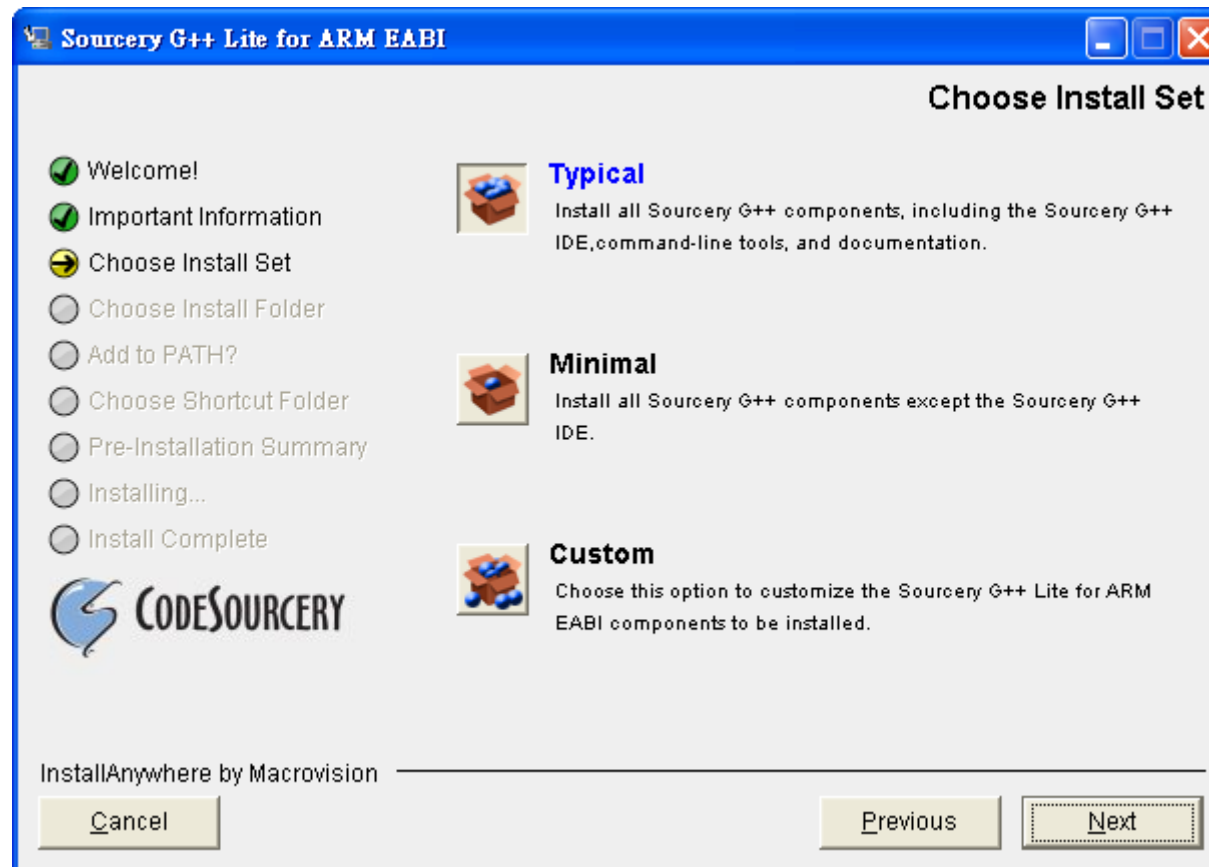 Sourcery G++ Lite for ARM EABI
Choose Install Set
Welcome!
Important Information
Choose Install Set
Choose Install Folder
Add to PATH?
Choose Shortcut Folder
Pre-Installation Summary
Installing...
Install Complete
CODESOURCERY
Typical
Install all Sourcery G++ components, including the Sourcery G++
IDE,command-line tools, and documentation.
Minimal
Install all Sourcery G++ components except the Sourcery G++
IDE.
Custom
Choose this option to customize the Sourcery G++ Lite for ARM
EABI components to be installed.
InstallAnywhere by Macrovision
Cancel
Previous
Next